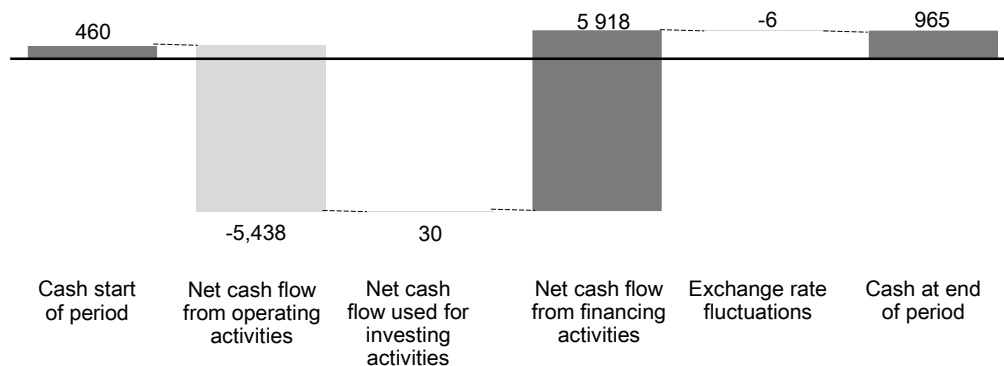 460
5 918
-6
965
-5,438
30
Cash start
of period
Net cash flow
from operating
activities
Net cash
flow used for
investing
activities
Net cash flow
from financing
activities
Exchange rate
fluctuations
Cash at end
of period